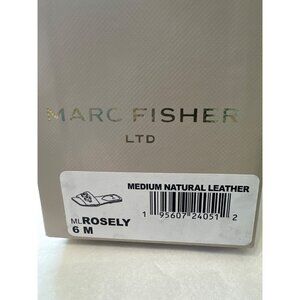 MARC FISHER
LTD
MEDIUM NATURAL LEATHER
MLROSELY
6 M
1 95607 24051 2